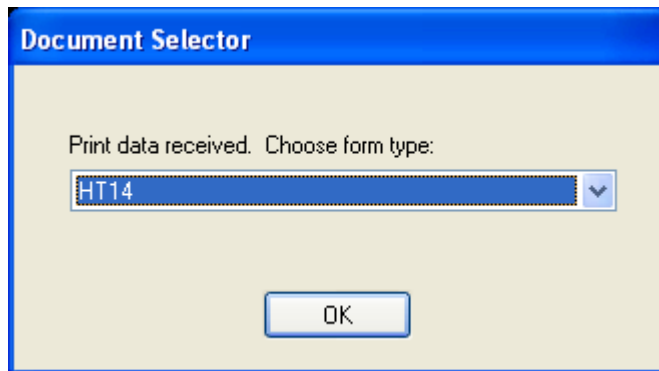 Document Selector
Print data received.  Choose form type:
HT14
OK